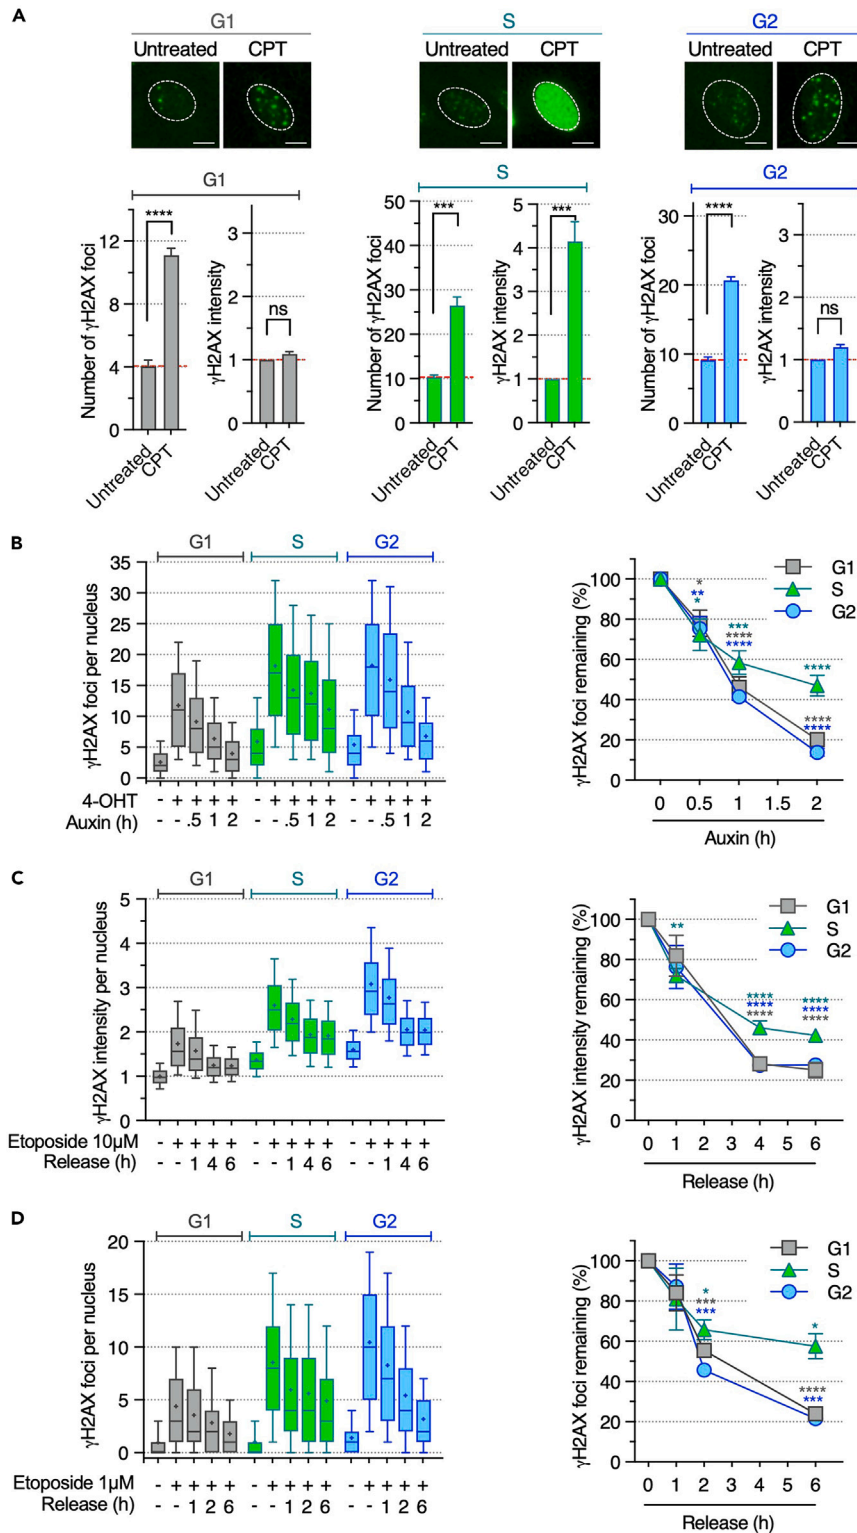 A
G1
S
G2
Untreated CPT
Untreated CPT
Untreated CPT
G1
S
G2
Number of γH2AX foci
12
8
4
0
****
Untreated
CPT
γH2AX intensity
3
2
1
0
ns
Untreated
CPT
Number of γH2AX foci
50
40
30
20
10
0
***
Untreated
CPT
γH2AX intensity
5
4
3
2
1
0
***
Untreated
CPT
Number of γH2AX foci
30
20
10
0
****
Untreated
CPT
γH2AX intensity
3
2
1
0
ns
Untreated
CPT
B
G1 S G2
γH2AX foci per nucleus
35
30
25
20
15
10
5
0
4-OHT - + + + + - + + + + - + + + +
Auxin (h) - - .5 1 2 - - .5 1 2 - - .5 1 2
γH2AX foci remaining (%)
100
80
60
40
20
0
G1
S
G2
*
**
*
***
****
****
****
****
****
0 0.5 1 1.5 2
Auxin (h)
C
G1 S G2
γH2AX intensity per nucleus
5
4
3
2
1
0
Etoposide 10µM - + + + + - + + + + - + + + +
Release (h) - - 1 4 6 - - 1 4 6 - - 1 4 6
γH2AX intensity remaining (%)
100
80
60
40
20
0
G1
S
G2
**
****
****
****
****
****
****
0 1 2 3 4 5 6
Release (h)
D
G1 S G2
γH2AX foci per nucleus
20
15
10
5
0
Etoposide 1µM - + + + + - + + + + - + + + +
Release (h) - - 1 2 6 - - 1 2 6 - - 1 2 6
γH2AX foci remaining (%)
100
80
60
40
20
0
G1
S
G2
*
***
***
*
****
***
0 1 2 3 4 5 6
Release (h)